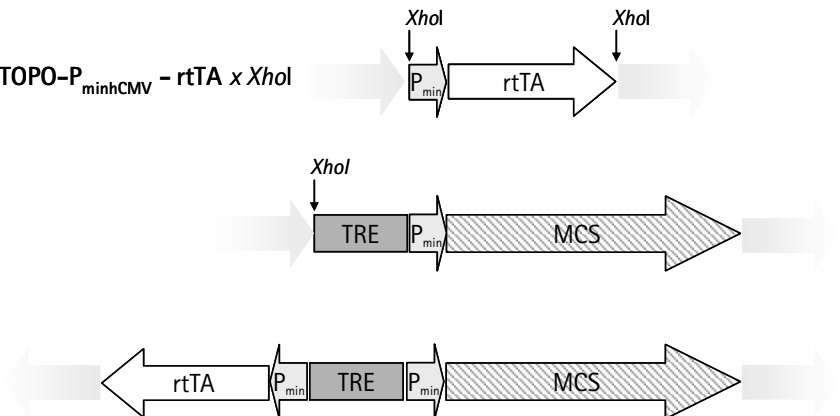 XhoI XhoI
TOPO–PminhCMV – rtTA x XhoI
Pmin rtTA
XhoI
TRE Pmin MCS
rtTA Pmin TRE Pmin MCS